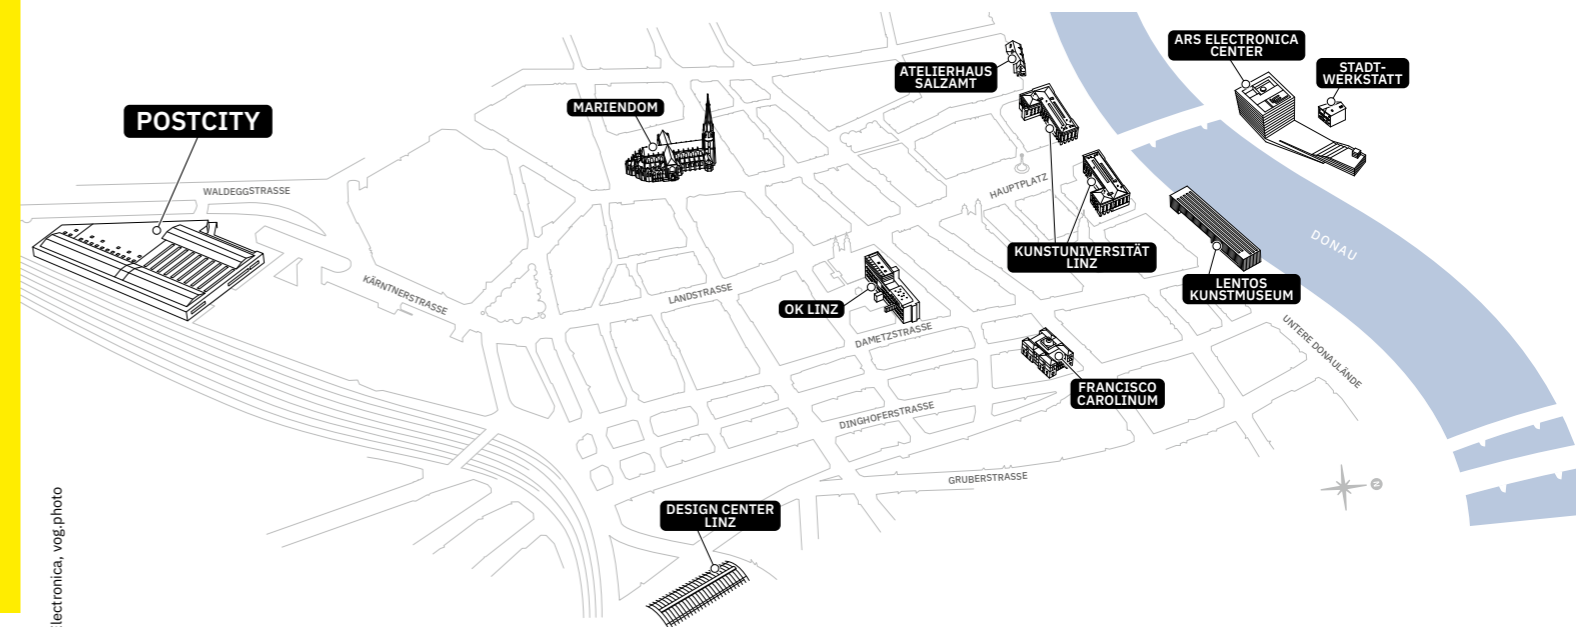 ARS ELECTRONICA
CENTER
STADT-
WERKSTATT
ATELIERHAUS
SALZAMT
MARIENDOM
POSTCITY
WALDEGGSTRASSE
HAUPTPLATZ
DONAU
KUNSTUNIVERSITÄT
LINZ
LENTOS
KUNSTMUSEUM
KÄRNTNERSTRASSE
LANDSTRASSE
OK LINZ
DAMETZSTRASSE
UNTERE DONAULÄNDE
FRANCISCO
CAROLINUM
DINGHOFERSTRASSE
GRUBERSTRASSE
N
DESIGN CENTER
LINZ
lectronica, vog.photo